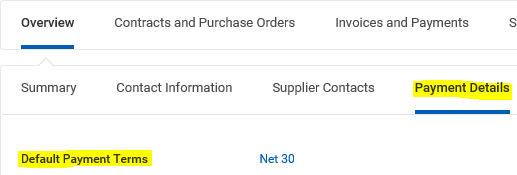 Overview Contracts and Purchase Orders Invoices and Payments S
Summary Contact Information Supplier Contacts Payment Details
Default Payment Terms Net 30